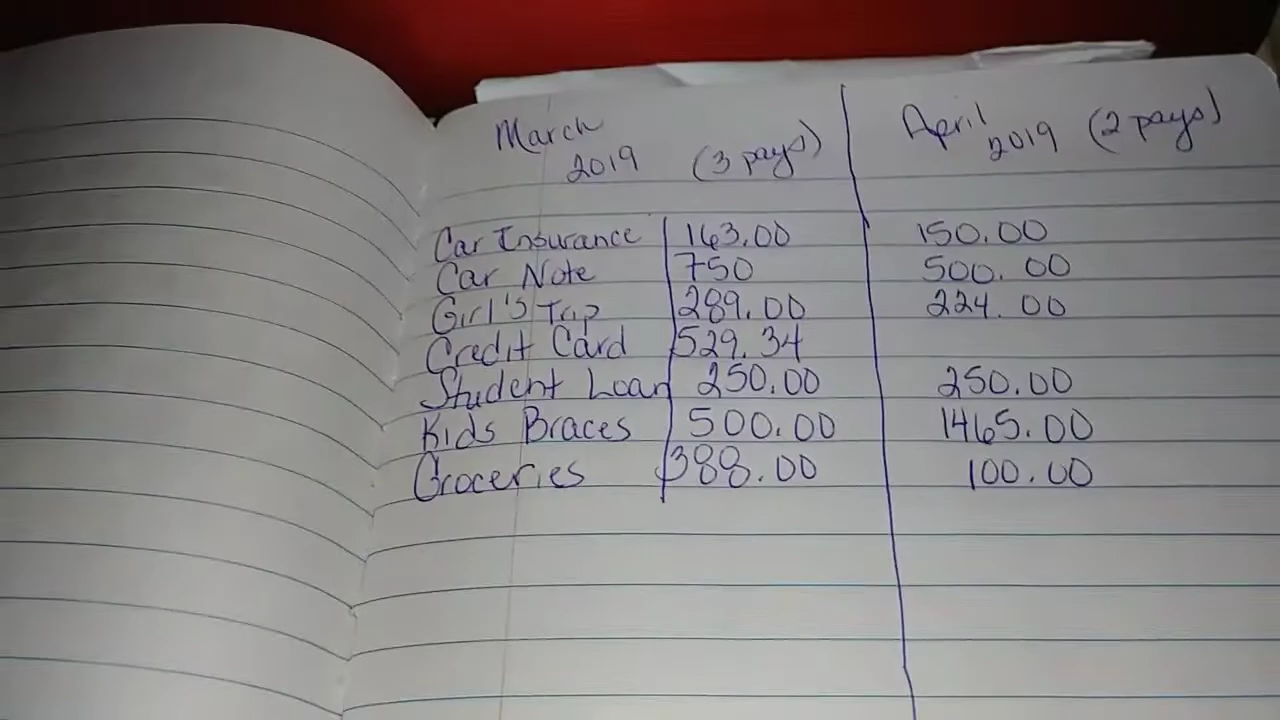 March 2019 (3 pays) April 2019 (2 pays)
Car Insurance 163.00 150.00
Car Note 750 500.00
Girl's Trip 289.00 224.00
Credit Card 529.34
Student Loan 250.00 250.00
Kids Braces 500.00 1465.00
Groceries 388.00 100.00